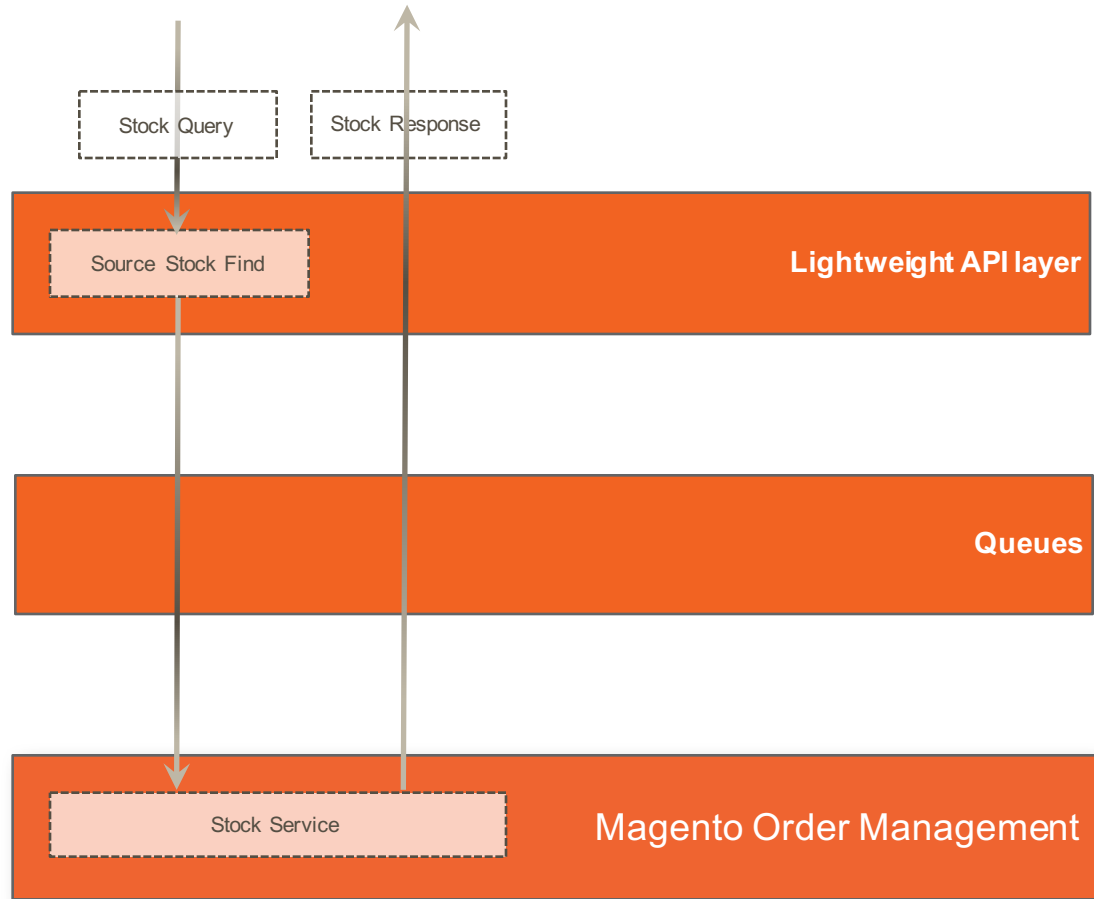 Stock Query
Stock Response
Source Stock Find
Lightweight API layer
Queues
Stock Service
Magento Order Management